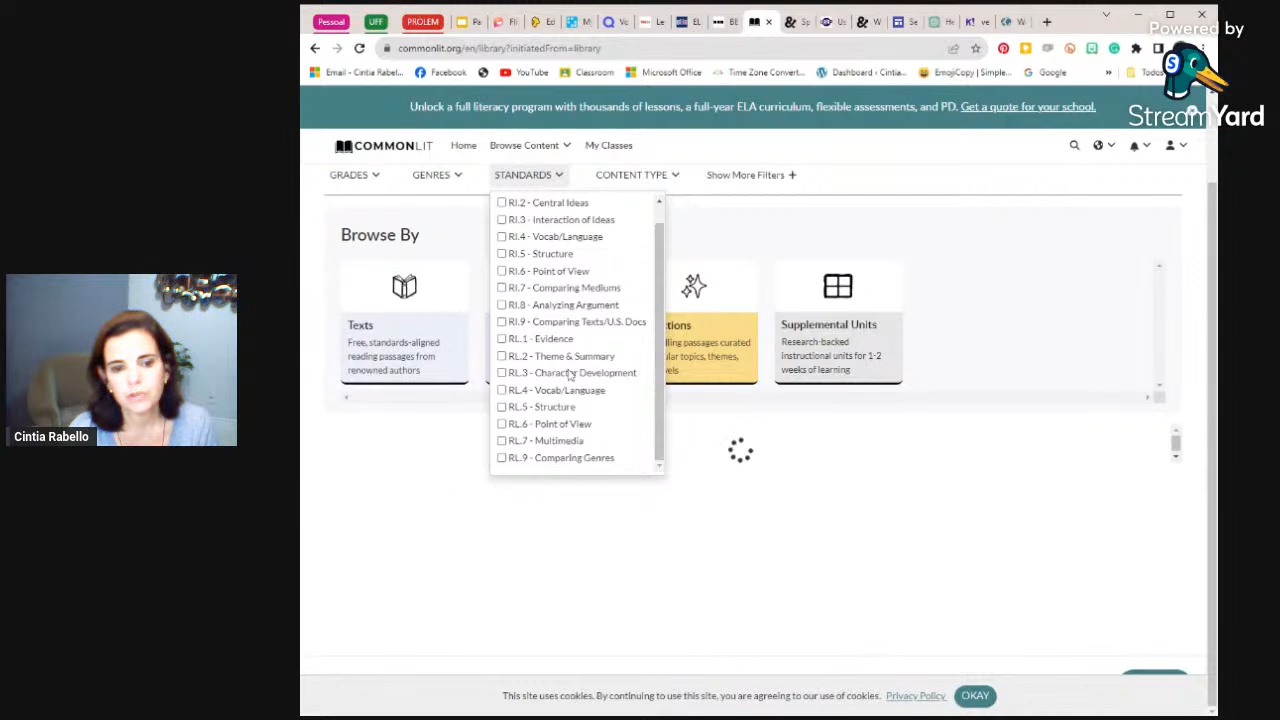 Pessoal
UFF
PROLEM
Powered by
StreamYard
commonlit.org/en/library?initiatedFrom=library
Email - Cintia Rabel...
Facebook
YouTube
Classroom
Microsoft Office
Time Zone Convert...
Dashboard ‹ Cintia...
EmojiCopy | Simple...
Google
»
Todos
Unlock a full literacy program with thousands of lessons, a full-year ELA curriculum, flexible assessments, and PD. Get a quote for your school.
COMMONLIT
Home
Browse Content
My Classes
GRADES
GENRES
STANDARDS
CONTENT TYPE
Show More Filters +
RI.2 - Central Ideas
RI.3 - Interaction of Ideas
RI.4 - Vocab/Language
RI.5 - Structure
RI.6 - Point of View
RI.7 - Comparing Mediums
RI.8 - Analyzing Argument
RI.9 - Comparing Texts/U.S. Docs
RL.1 - Evidence
RL.2 - Theme & Summary
RL.3 - Character Development
RL.4 - Vocab/Language
RL.5 - Structure
RL.6 - Point of View
RL.7 - Multimedia
RL.9 - Comparing Genres
Browse By
Texts
Free, standards-aligned
reading passages from
renowned authors
Supplemental Units
Research-backed
instructional units for 1-2
weeks of learning
Cintia Rabello
This site uses cookies. By continuing to use this site, you are agreeing to our use of cookies. Privacy Policy
OKAY